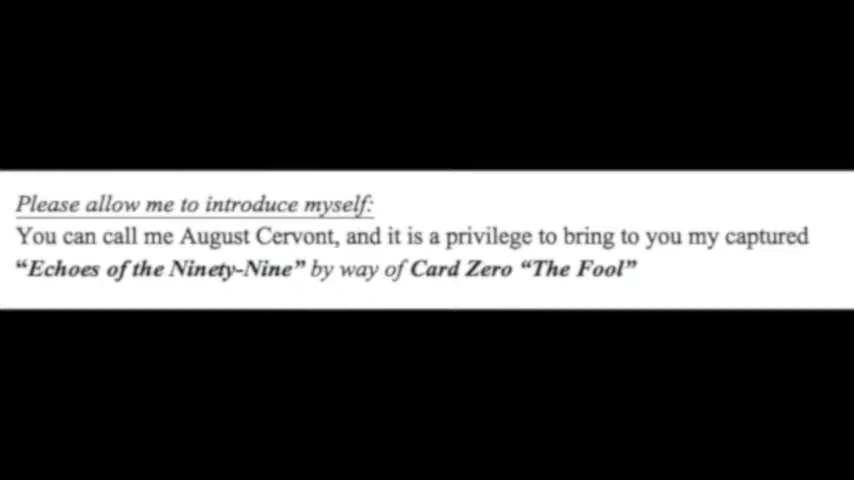 Please allow me to introduce myself:
You can call me August Cervont, and it is a privilege to bring to you my captured
“Echoes of the Ninety-Nine” by way of Card Zero “The Fool”